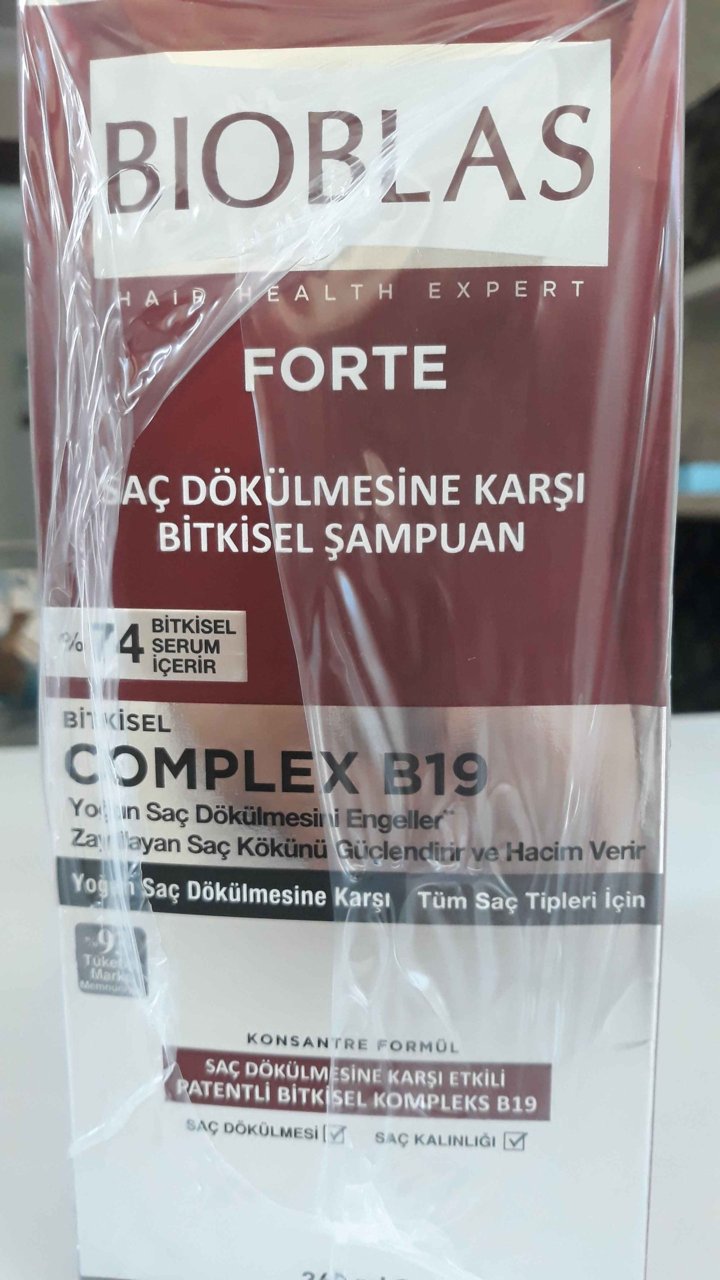 BIOBLAS
HAiR HEALTH EXPERT
FORTE
SAÇ DÖKÜLMESİNE KARŞI
BİTKİSEL ŞAMPUAN
%74 BİTKİSEL
SERUM
İÇERİR
BİTKİSEL
COMPLEX B19
Yoğun Saç Dökülmesini Engeller**
Zayıflayan Saç Kökünü Güçlendirir ve Hacim Verir
Yoğun Saç Dökülmesine Karşı Tüm Saç Tipleri İçin
KONSANTRE FORMÜL
SAÇ DÖKÜLMESİNE KARŞI ETKİLİ
PATENTLİ BİTKİSEL KOMPLEKS B19
SAÇ DÖKÜLMESİ SAÇ KALINLIĞI